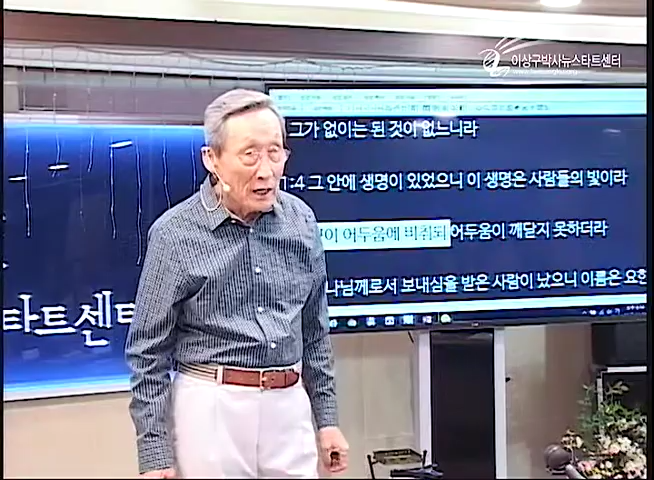 이상구박사뉴스타트센터
그가 없이는 된 것이 없느니라
1:4 그 안에 생명이 있었으니 이 생명은 사람들의 빛이라
이 어두움에 비취되 어두움이 깨닫지 못하더라
나님께로서 보내심을 받은 사람이 났으니 이름은 요한
타트센터